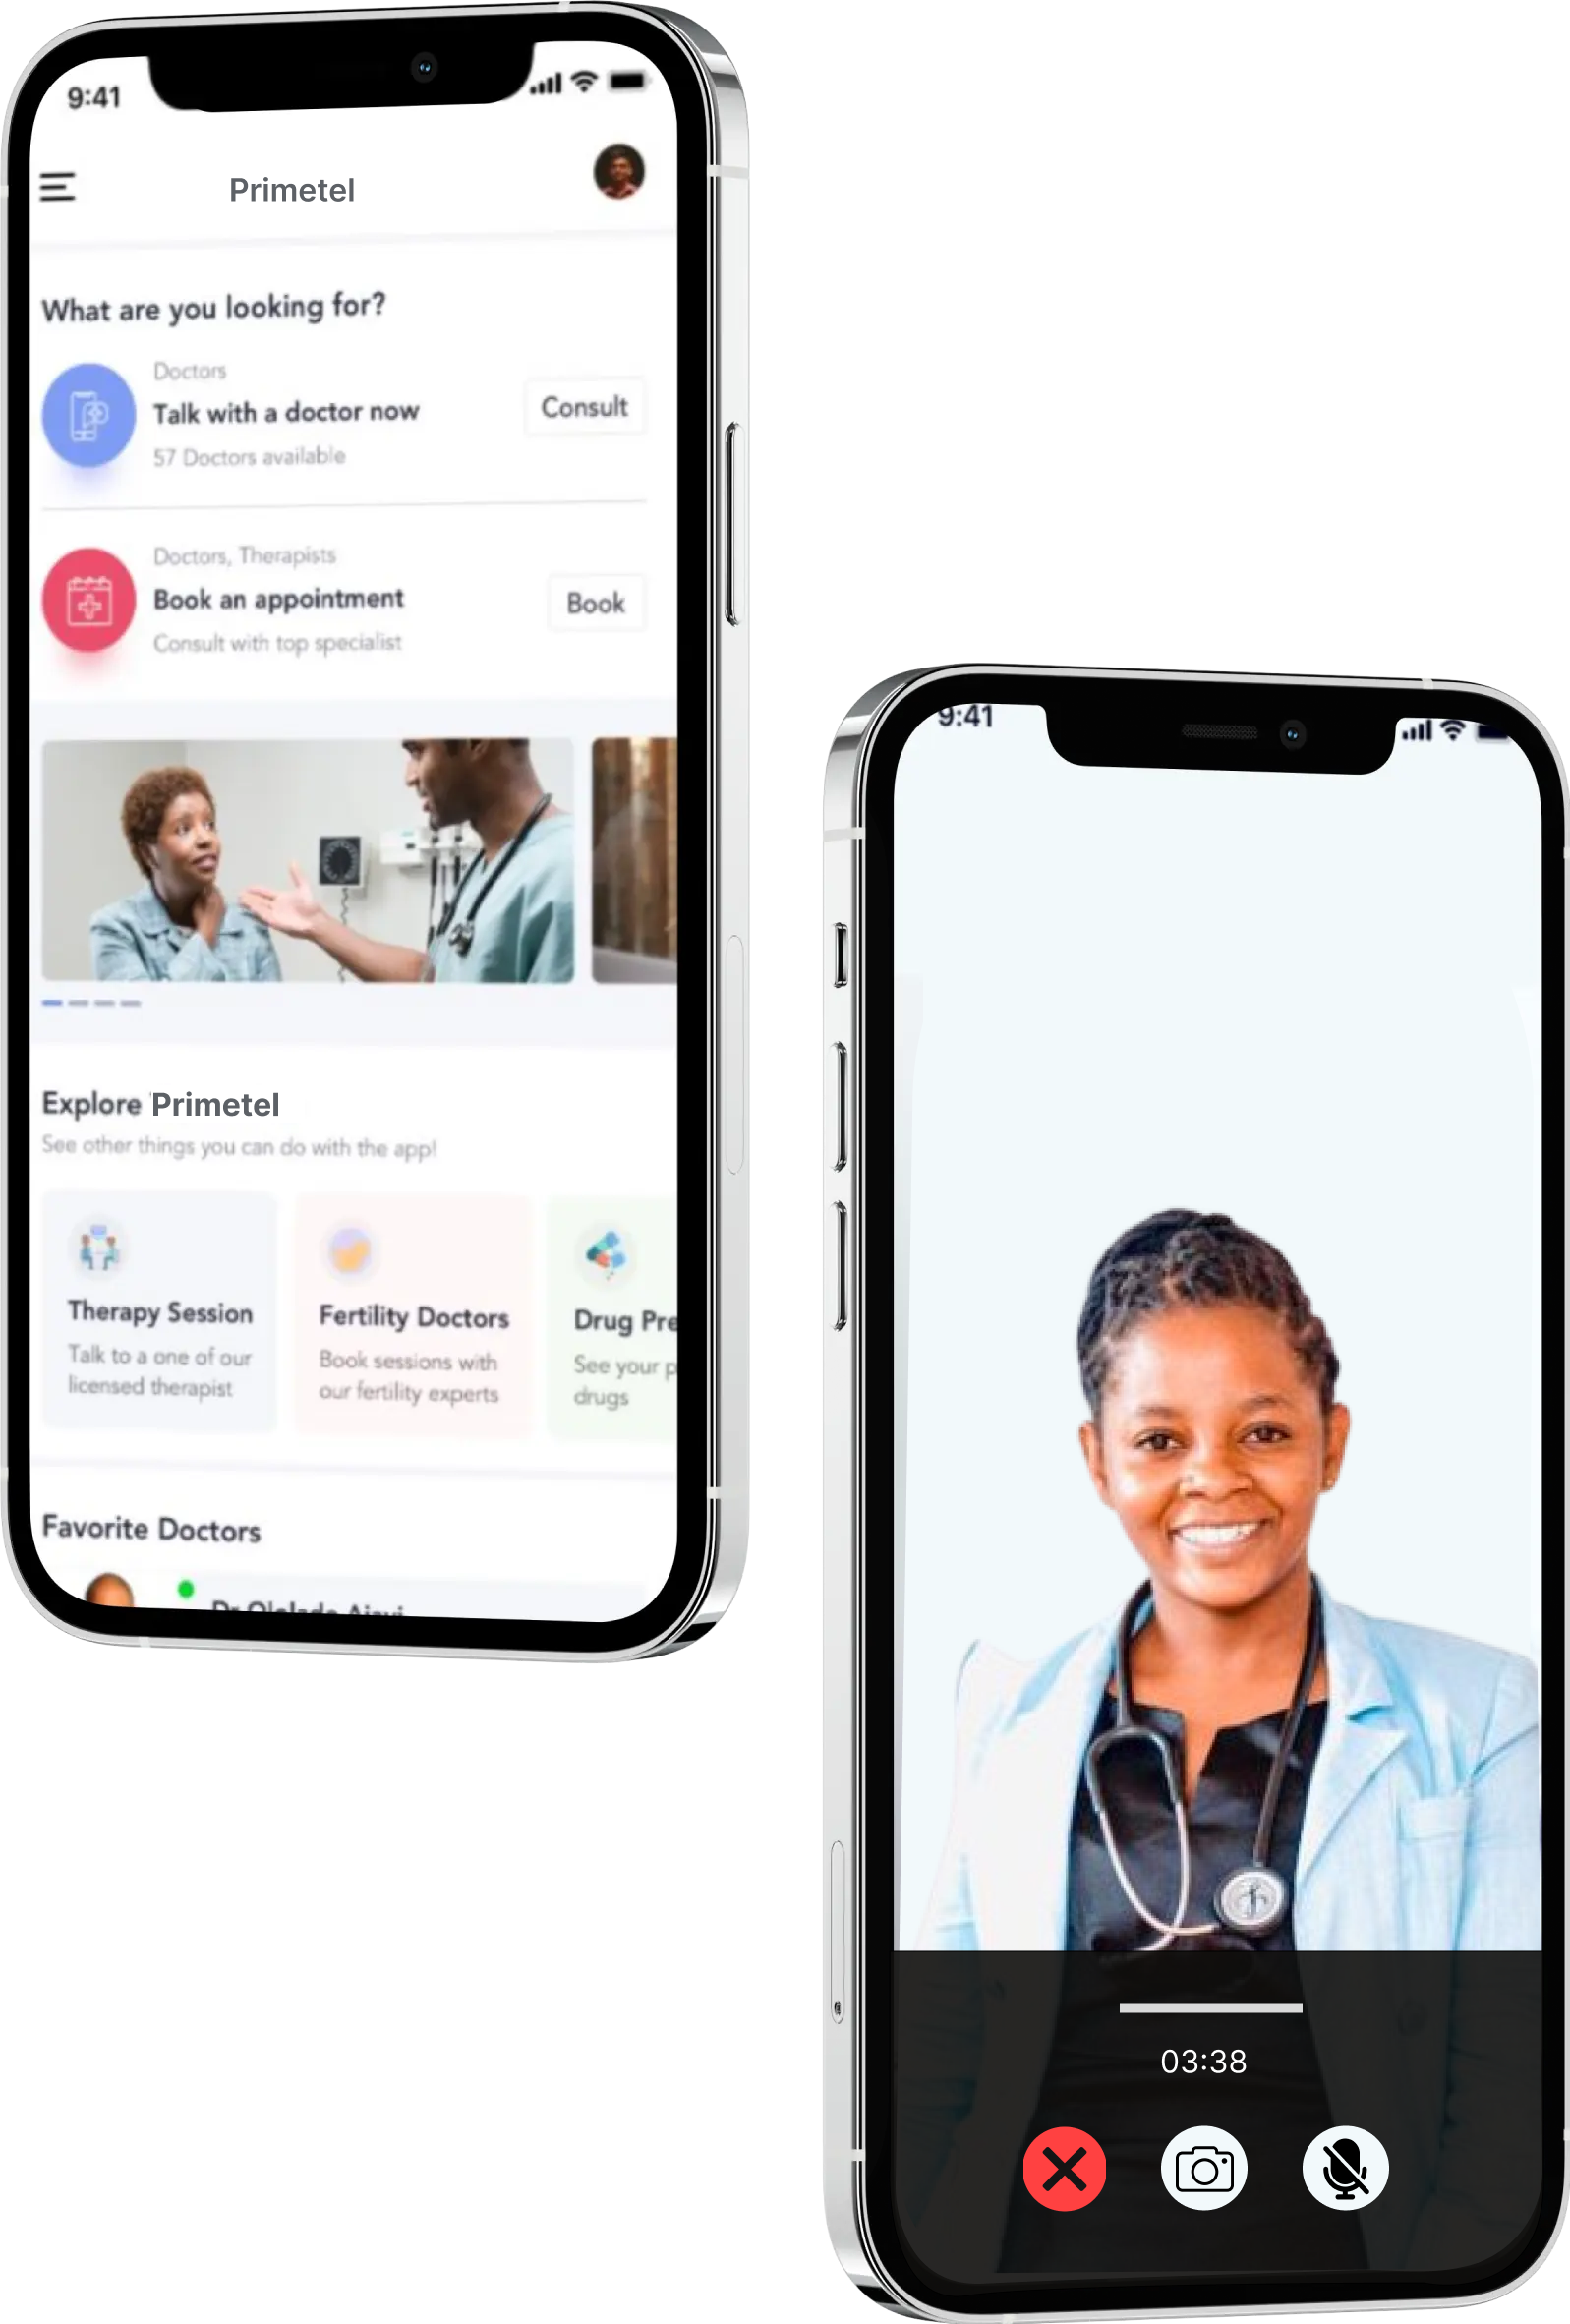 9:41
Primetel
What are you looking for?
Doctors
Talk with a doctor now
57 Doctors available
Consult
Doctors, Therapists
Book an appointment
Consult with top specialist
Book
Explore Primetel
See other things you can do with the app!
Therapy Session
Talk to a one of our
licensed therapist
Fertility Doctors
Book sessions with
our fertility experts
Drug Pre
See your p
drugs
Favorite Doctors
Dr Ololade Ajayi
9:41
03:38